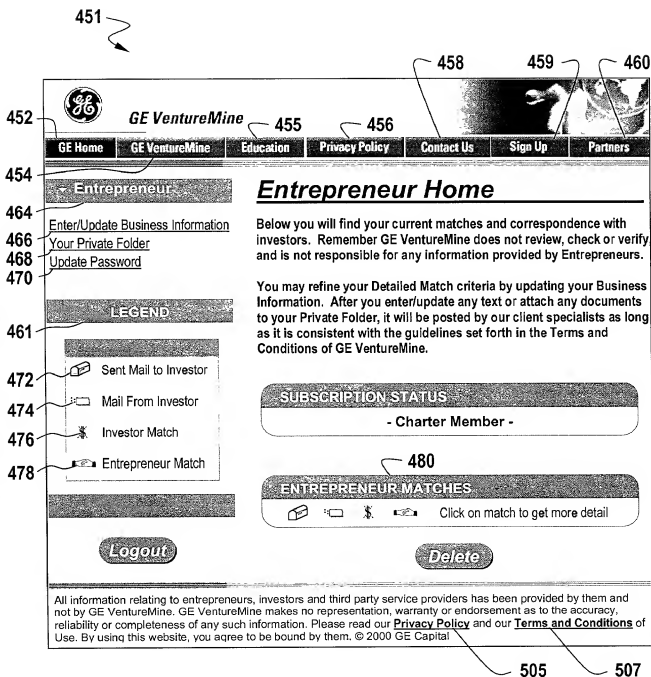 451
458 459 460
GE
GE VentureMine
452 455 456
GE Home GE VentureMine Education Privacy Policy Contact Us Sign Up Partners
454
Entrepreneur
464
Enter/Update Business Information
466
Your Private Folder
468
Update Password
470
LEGEND
461
472 Sent Mail to Investor
474 Mail From Investor
476 Investor Match
478 Entrepreneur Match
Logout
Entrepreneur Home
Below you will find your current matches and correspondence with
investors. Remember GE VentureMine does not review, check or verify
and is not responsible for any information provided by Entrepreneurs.
You may refine your Detailed Match criteria by updating your Business
Information. After you enter/update any text or attach any documents
to your Private Folder, it will be posted by our client specialists as long
as it is consistent with the guidelines set forth in the Terms and
Conditions of GE VentureMine.
SUBSCRIPTION STATUS
- Charter Member -
480
ENTREPRENEUR MATCHES
Click on match to get more detail
Delete
All information relating to entrepreneurs, investors and third party service providers has been provided by them and
not by GE VentureMine. GE VentureMine makes no representation, warranty or endorsement as to the accuracy,
reliability or completeness of any such information. Please read our Privacy Policy and our Terms and Conditions of
Use. By using this website, you agree to be bound by them. © 2000 GE Capital
505 507